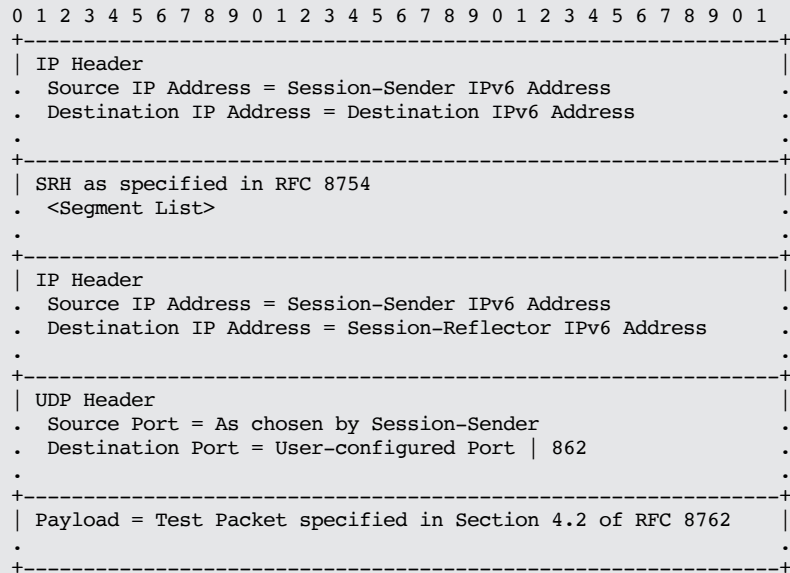 0 1 2 3 4 5 6 7 8 9 0 1 2 3 4 5 6 7 8 9 0 1 2 3 4 5 6 7 8 9 0 1
+---------------------------------------------------------------+
| IP Header                                                     |
.  Source IP Address = Session-Sender IPv6 Address              .
.  Destination IP Address = Destination IPv6 Address            .
.                                                               .
+---------------------------------------------------------------+
| SRH as specified in RFC 8754                                  |
.  <Segment List>                                               .
.                                                               .
+---------------------------------------------------------------+
| IP Header                                                     |
.  Source IP Address = Session-Sender IPv6 Address              .
.  Destination IP Address = Session-Reflector IPv6 Address      .
.                                                               .
+---------------------------------------------------------------+
| UDP Header                                                    |
.  Source Port = As chosen by Session-Sender                    .
.  Destination Port = User-configured Port | 862                .
.                                                               .
+---------------------------------------------------------------+
| Payload = Test Packet specified in Section 4.2 of RFC 8762    |
.                                                               .
+---------------------------------------------------------------+